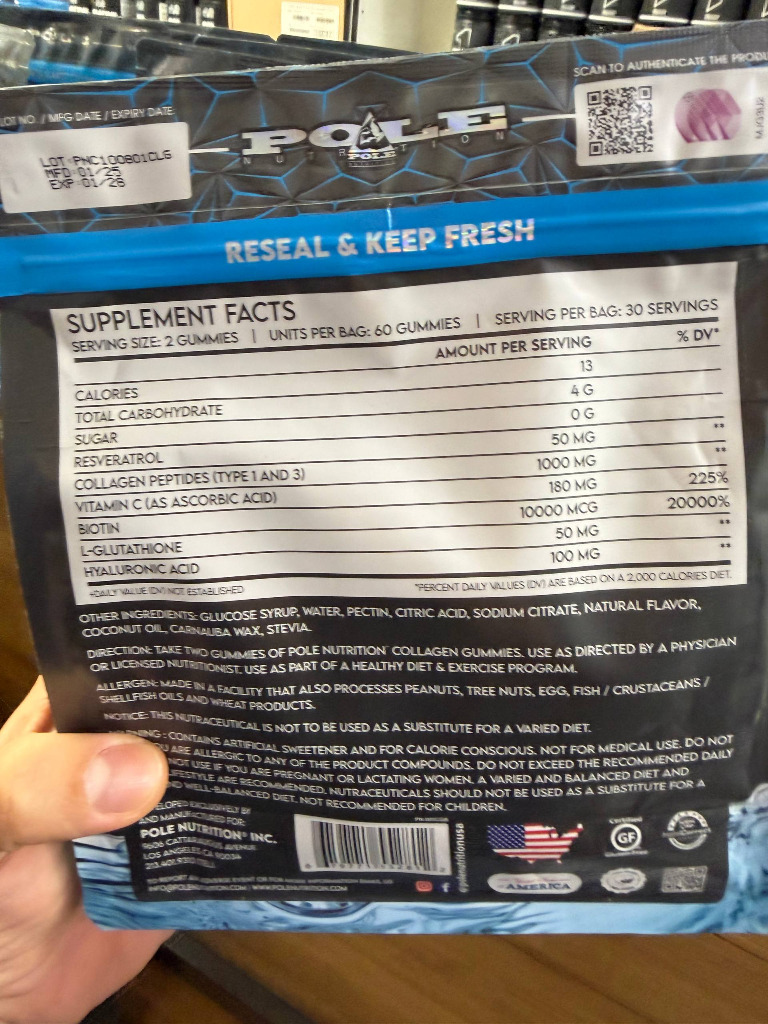 SCAN TO AUTHENTICATE THE
LOT NO. / MFG DATE / EXPIRY DATE
LOT PNC100801CLG
MFD 01/25
EXP 01/28
POLE
NUTRITION
POLE
RESEAL & KEEP FRESH
SUPPLEMENT FACTS
SERVING SIZE: 2 GUMMIES | UNITS PER BAG: 60 GUMMIES | SERVING PER BAG: 30 SERVINGS
AMOUNT PER SERVING % DV*
CALORIES 13
TOTAL CARBOHYDRATE 4 G
SUGAR 0 G
RESVERATROL 50 MG **
COLLAGEN PEPTIDES (TYPE 1 AND 3) 1000 MG **
VITAMIN C (AS ASCORBIC ACID) 180 MG 225%
BIOTIN 10000 MCG 20000%
L-GLUTATHIONE 50 MG **
HYALURONIC ACID 100 MG **
DAILY VALUE (DV) NOT ESTABLISHED *PERCENT DAILY VALUES (DV) ARE BASED ON A 2,000 CALORIES DIET.
OTHER INGREDIENTS: GLUCOSE SYRUP, WATER, PECTIN, CITRIC ACID, SODIUM CITRATE, NATURAL FLAVOR,
COCONUT OIL, CARNAUBA WAX, STEVIA.
DIRECTION: TAKE TWO GUMMIES OF POLE NUTRITION COLLAGEN GUMMIES. USE AS DIRECTED BY A PHYSICIAN
OR LICENSED NUTRITIONIST. USE AS PART OF A HEALTHY DIET & EXERCISE PROGRAM.
ALLERGEN: MADE IN A FACILITY THAT ALSO PROCESSES PEANUTS, TREE NUTS, EGG, FISH / CRUSTACEANS /
SHELLFISH OILS AND WHEAT PRODUCTS.
NOTICE: THIS NUTRACEUTICAL IS NOT TO BE USED AS A SUBSTITUTE FOR A VARIED DIET.
: CONTAINS ARTIFICIAL SWEETENER AND FOR CALORIE CONSCIOUS. NOT FOR MEDICAL USE. DO NOT
ARE ALLERGIC TO ANY OF THE PRODUCT COMPOUNDS. DO NOT EXCEED THE RECOMMENDED DAILY
NOT USE IF YOU ARE PREGNANT OR LACTATING WOMEN. A VARIED AND BALANCED DIET AND
ARE RECOMMENDED. NUTRACEUTICALS SHOULD NOT BE USED AS A SUBSTITUTE FOR A
WELL-BALANCED DIET. NOT RECOMMENDED FOR CHILDREN.
EXCLUSIVELY BY
AND MANUFACTURED FOR:
POLE NUTRITION® INC.
LOS ANGELES CA 90034
@polenutritionusa
Certified
GF
AMERICA